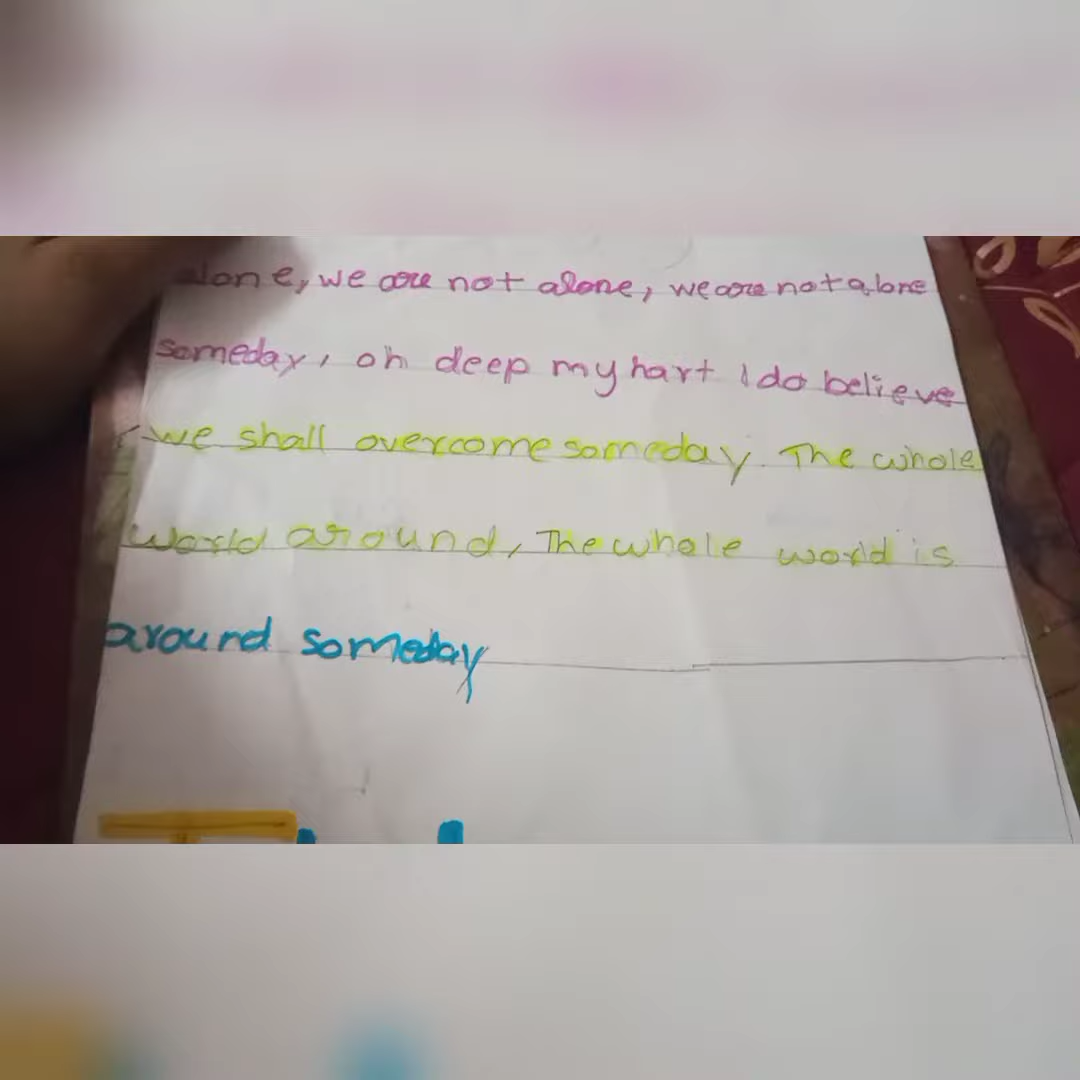 alone, we are not alone, we are not alone
someday, oh deep my hart I do believe
we shall overcome someday. The whole
world around, The whole world is
around someday